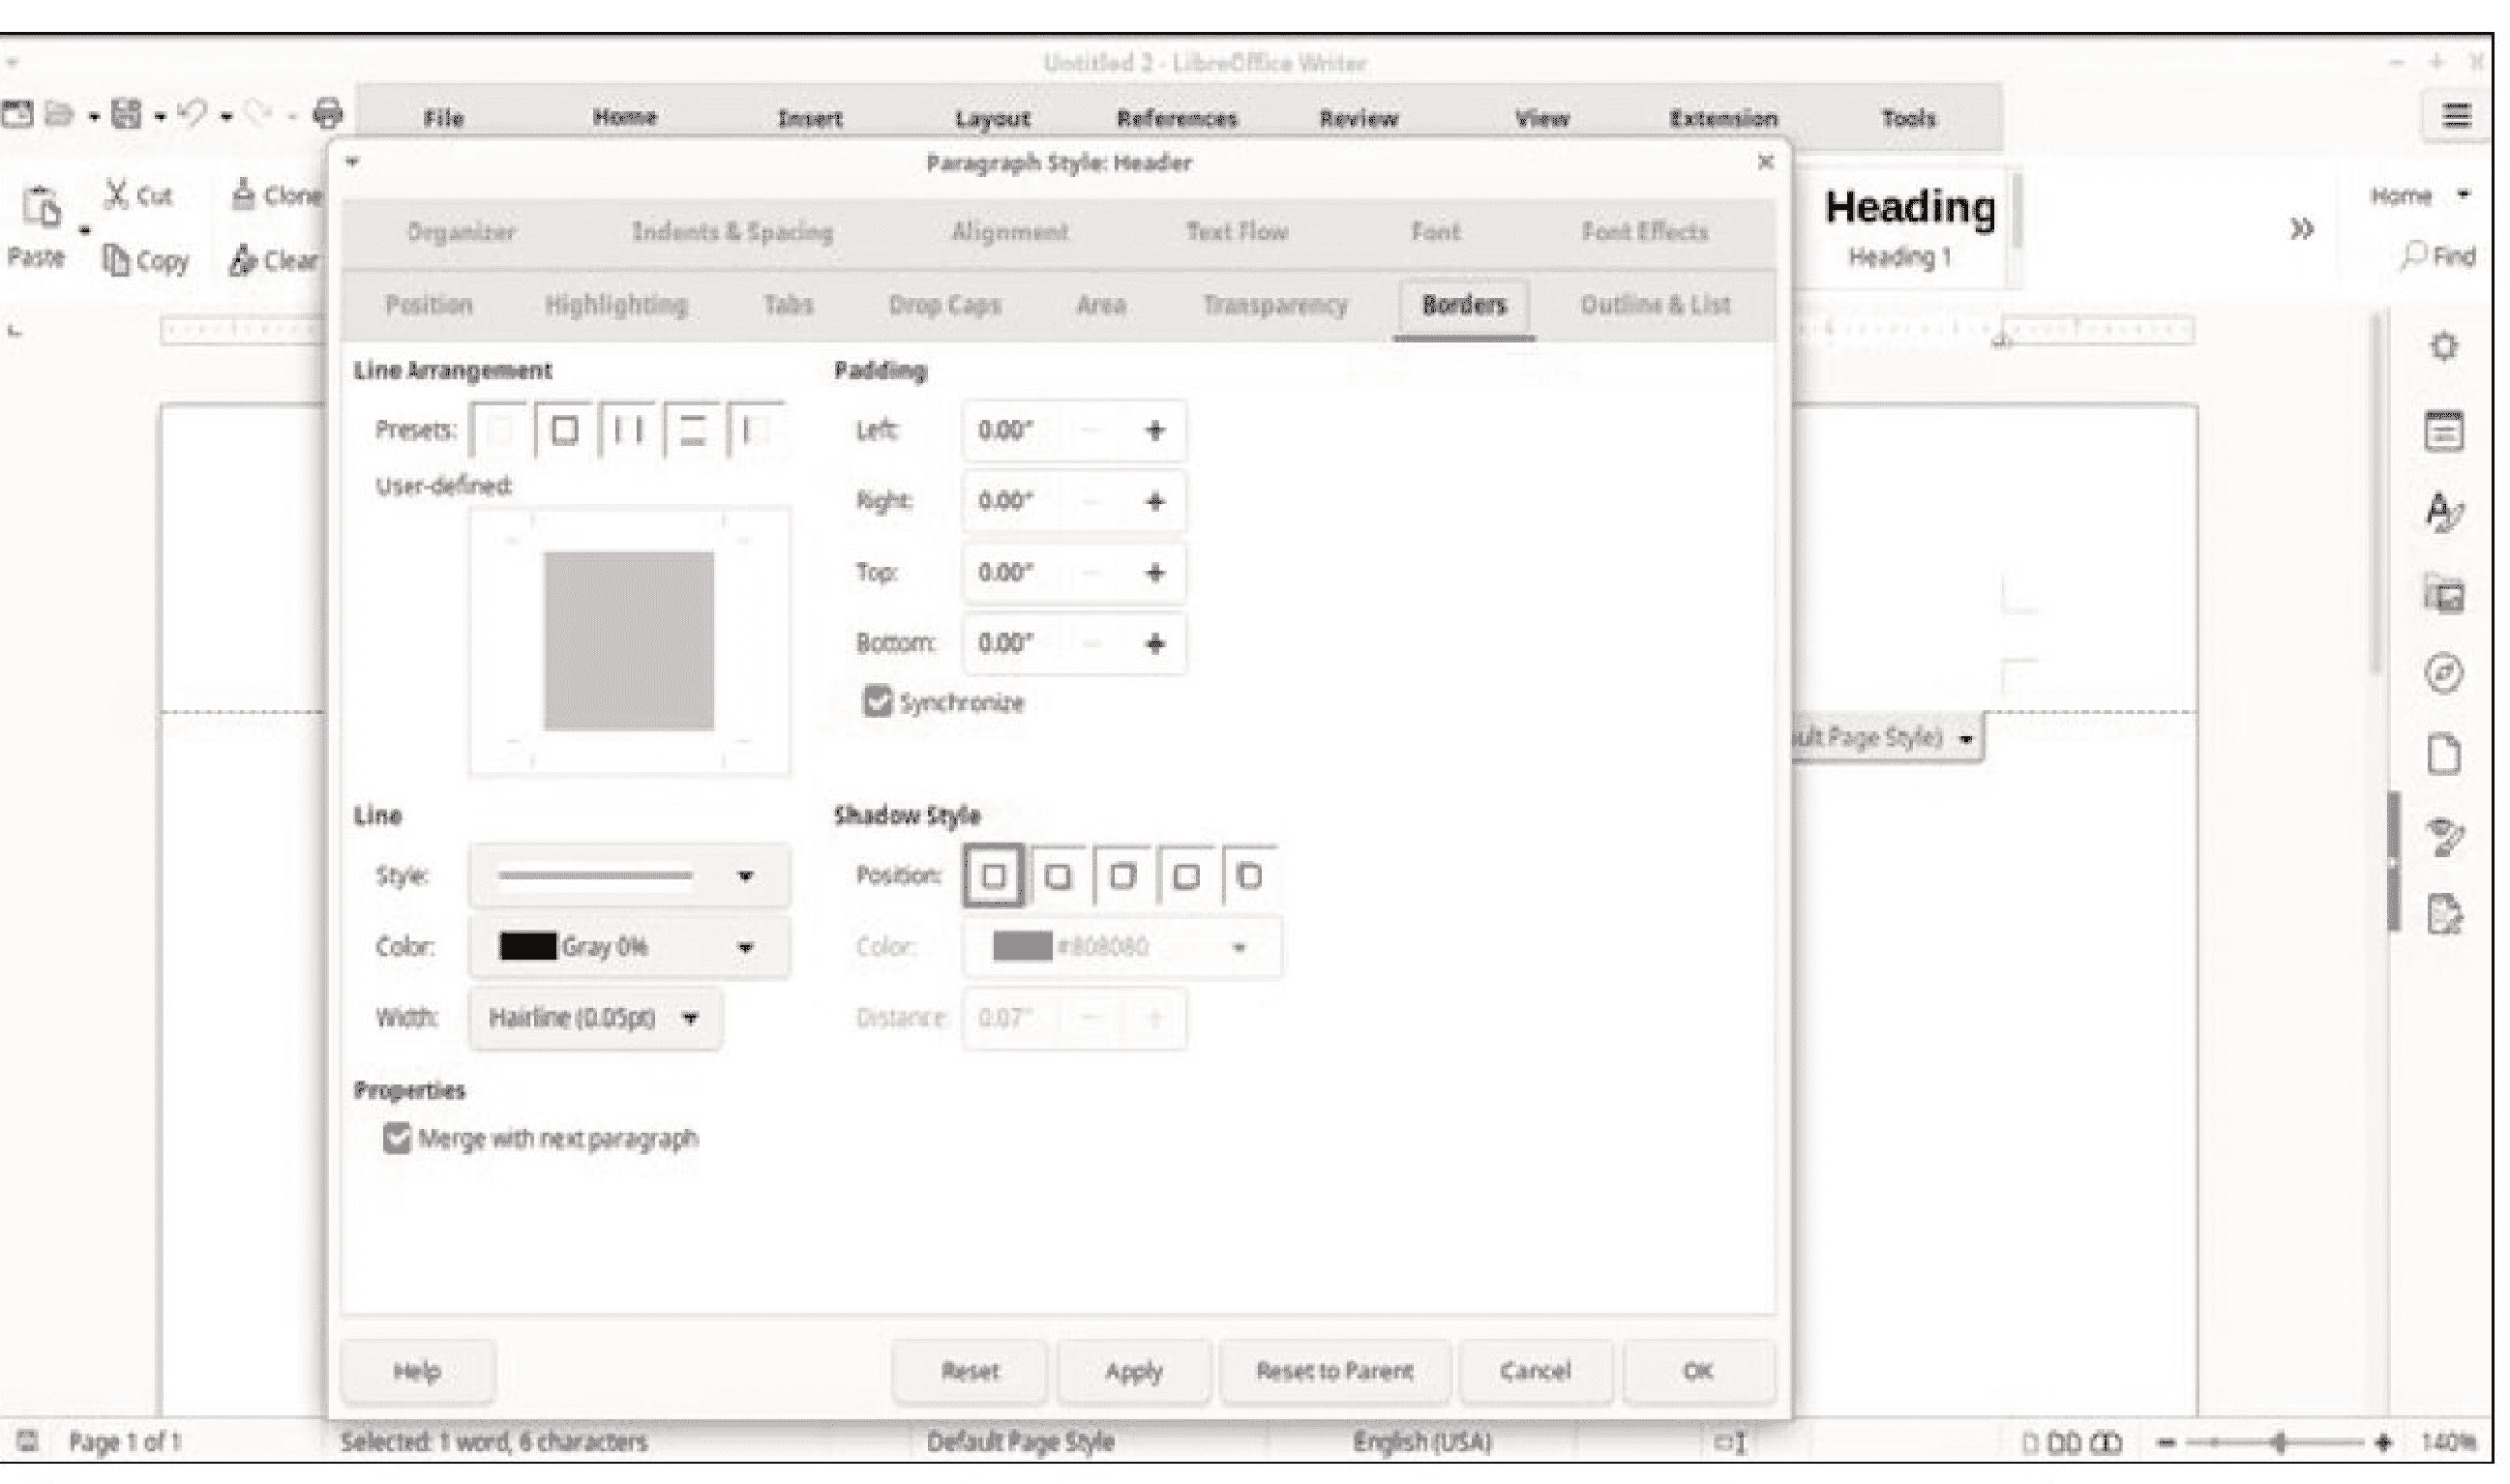 Untitled 2 - LibreOffice Writer
File Home Insert Layout References Review View Extension Tools
Paragraph Style: Header
Cut Clone
Paste
Copy Clear
Heading
Heading 1
Home
Find
Organizer Indents & Spacing Alignment Text Flow Font Font Effects
Position Highlighting Tabs Drop Caps Area Transparency Borders Outline & List
Line Arrangement
Presets:
User-defined:
Padding
Left: 0.00"
Right: 0.00"
Top: 0.00"
Bottom: 0.00"
Synchronize
ult Page Style)
Line
Style:
Color: Gray 0%
Width: Hairline (0.05pt)
Shadow Style
Position:
Color: #808080
Distance: 0.07"
Properties
Merge with next paragraph
Help Reset Apply Reset to Parent Cancel OK
Page 1 of 1 Selected: 1 word, 6 characters Default Page Style English (USA) 140%